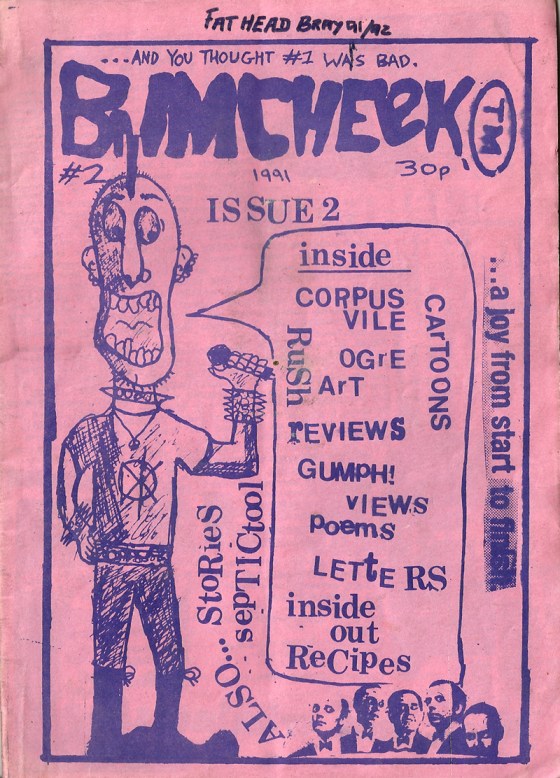 FAT HEAD BRAY 91/92
...AND YOU THOUGHT #1 WAS BAD.
BUMCHEEK
TM
#2
1991
30p
ISSUE 2
inside
CORPUS
VILE
CArTOONS
RuSh
OGrE
ArT
rEVIEWS
GUMPH!
VIEWS
poems
LETtERS
inside
out
ReCipes
...a joy from start to finish
ALSO... StoRieS
- sepTICtool